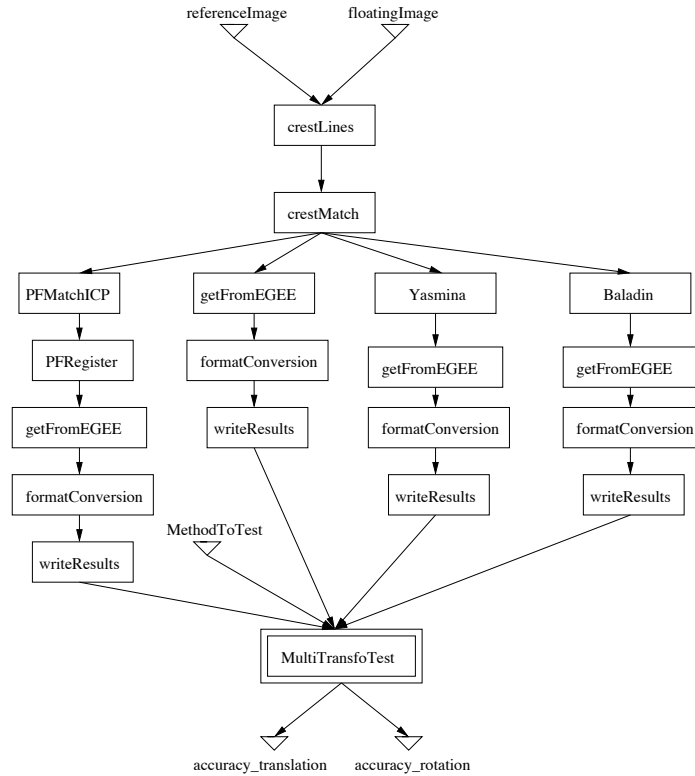 referenceImage
floatingImage
crestLines
crestMatch
PFMatchICP
getFromEGEE
Yasmina
Baladin
PFRegister
formatConversion
getFromEGEE
getFromEGEE
getFromEGEE
writeResults
formatConversion
formatConversion
formatConversion
writeResults
writeResults
MethodToTest
writeResults
MultiTransfoTest
accuracy_translation
accuracy_rotation